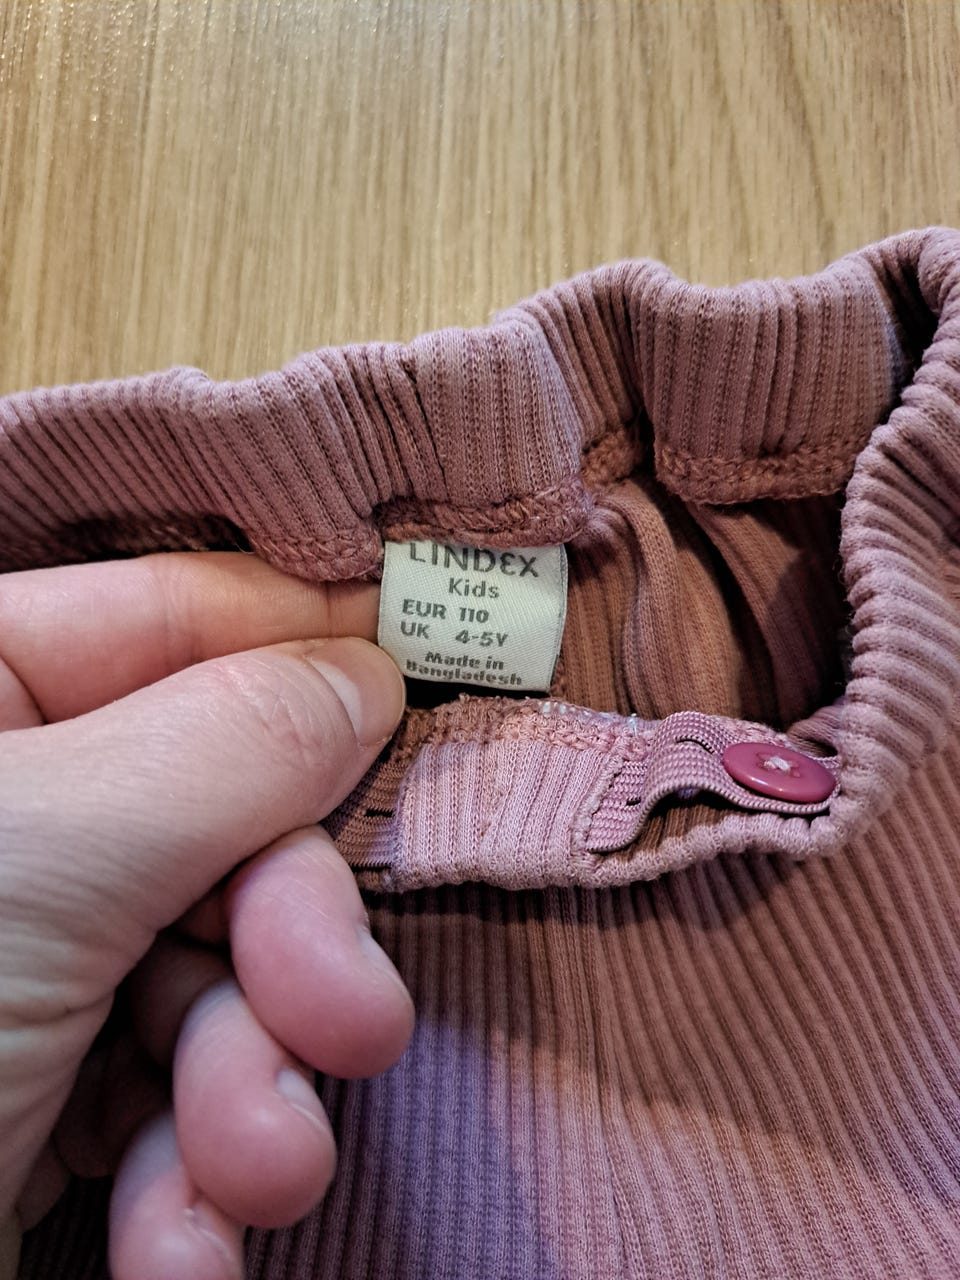 LINDEX
Kids
EUR 110
UK 4-5Y
Made in
Bangladesh